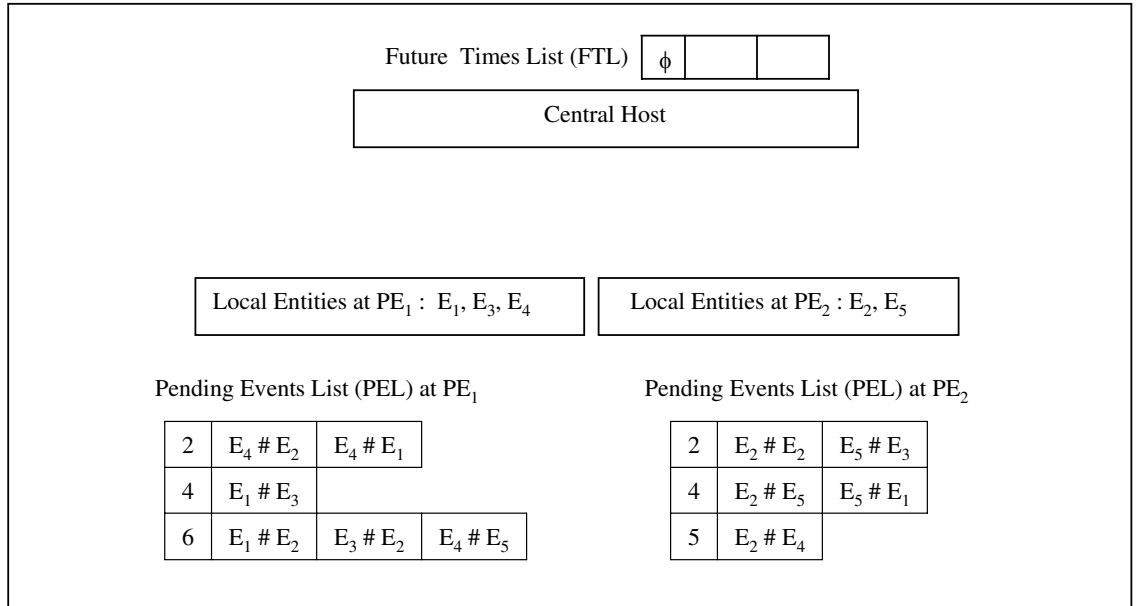 Future Times List (FTL) ϕ
Central Host
Local Entities at PE₁ : E₁, E₃, E₄
Local Entities at PE₂ : E₂, E₅
Pending Events List (PEL) at PE₁
2 E₄ # E₂ E₄ # E₁
4 E₁ # E₃
6 E₁ # E₂ E₃ # E₂ E₄ # E₅
Pending Events List (PEL) at PE₂
2 E₂ # E₂ E₅ # E₃
4 E₂ # E₅ E₅ # E₁
5 E₂ # E₄